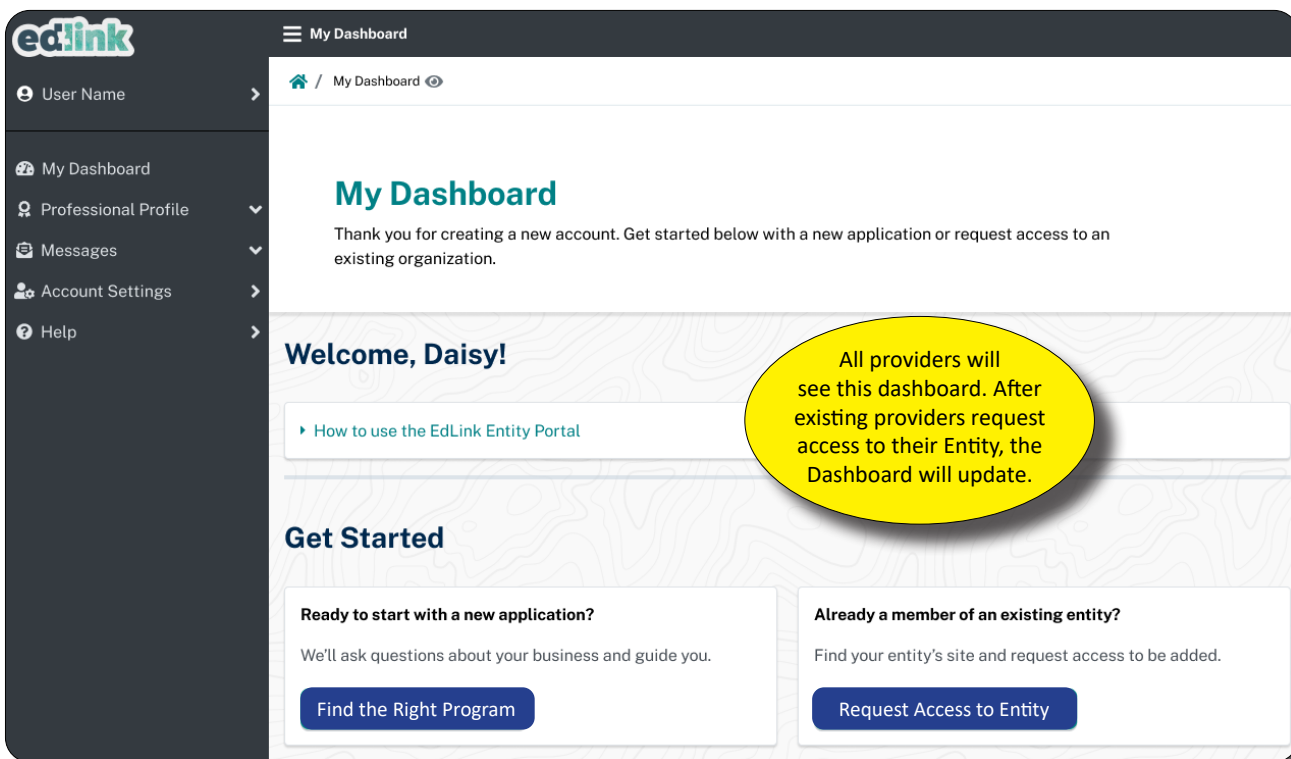 edlink
My Dashboard
User Name
/ My Dashboard
My Dashboard
Professional Profile
Messages
Account Settings
Help
My Dashboard
Thank you for creating a new account. Get started below with a new application or request access to an
existing organization.
Welcome, Daisy!
How to use the EdLink Entity Portal
All providers will
see this dashboard. After
existing providers request
access to their Entity, the
Dashboard will update.
Get Started
Ready to start with a new application?
We'll ask questions about your business and guide you.
Find the Right Program
Already a member of an existing entity?
Find your entity's site and request access to be added.
Request Access to Entity